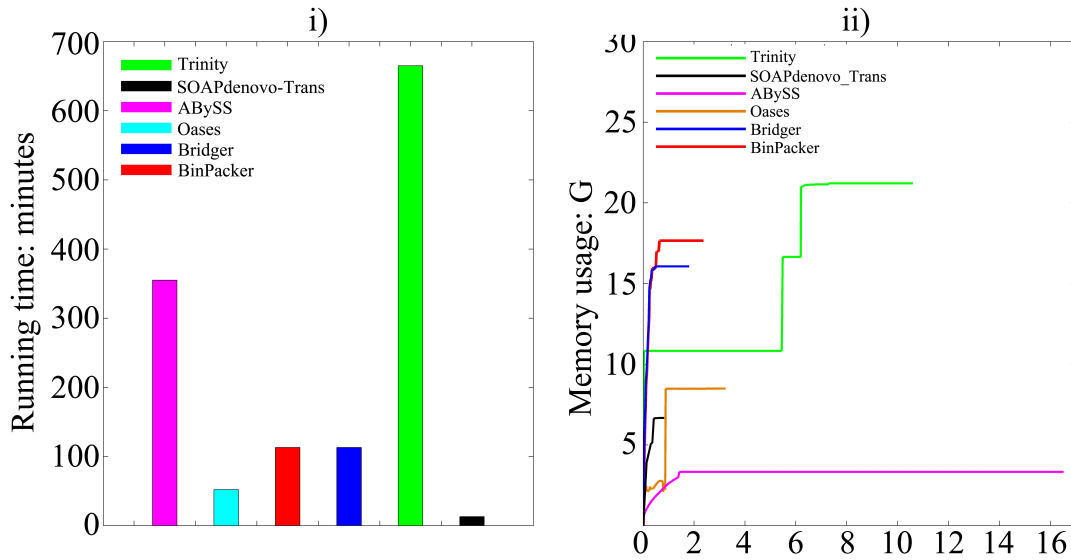 i)
Running time: minutes
700
600
500
400
300
200
100
0
Trinity
SOAPdenovo-Trans
ABySS
Oases
Bridger
BinPacker
ii)
Memory usage: G
30
25
20
15
10
5
Trinity
SOAPdenovo_Trans
ABySS
Oases
Bridger
BinPacker
0 2 4 6 8 10 12 14 16